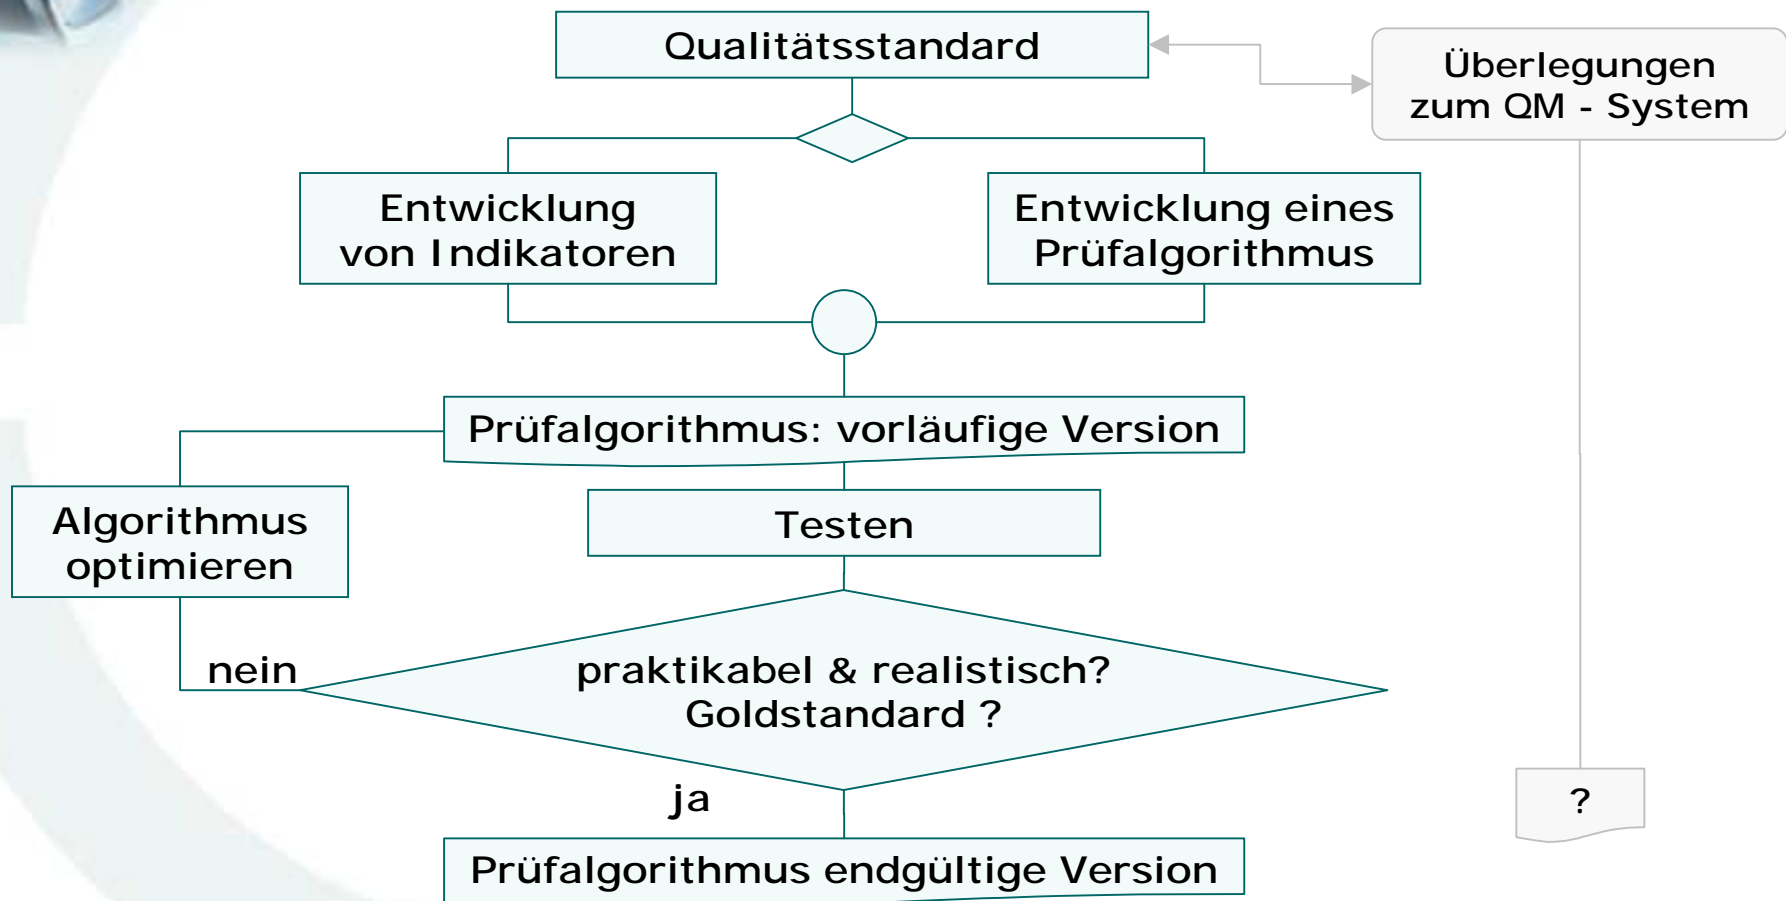 Qualitätsstandard
Überlegungen
zum QM - System
Entwicklung
von Indikatoren
Entwicklung eines
Prüfalgorithmus
Prüfalgorithmus: vorläufige Version
Algorithmus
optimieren
Testen
nein
praktikabel & realistisch?
Goldstandard ?
ja
?
Prüfalgorithmus endgültige Version